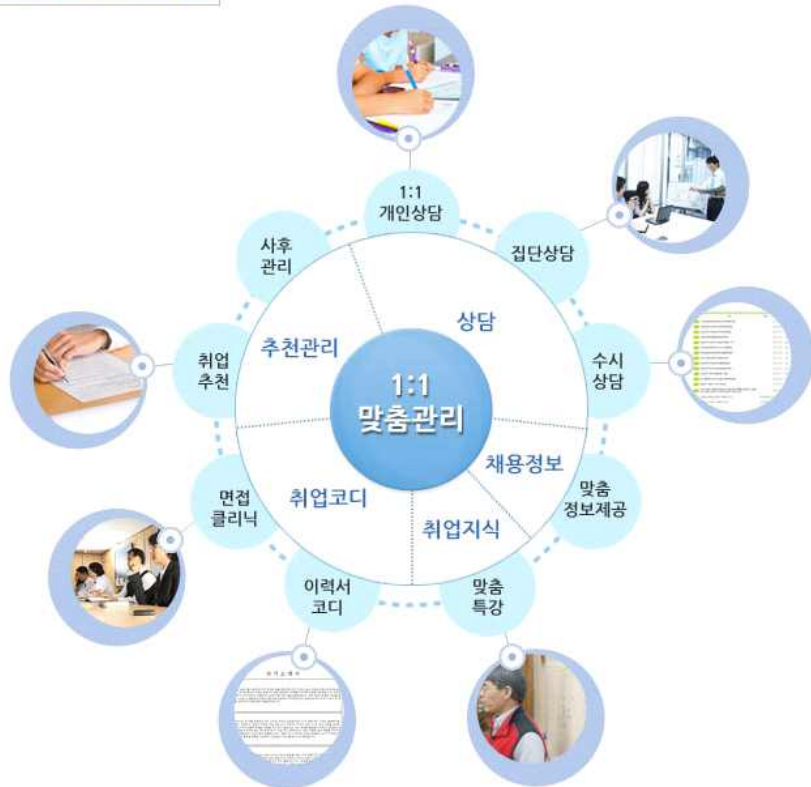 1:1
개인상담
집단상담
수시
상담
맞춤
정보제공
맞춤
특강
이력서
코디
면접
클리닉
취업
추천
사후
관리
상담
채용정보
취업지식
취업코디
추천관리
1:1
맞춤관리